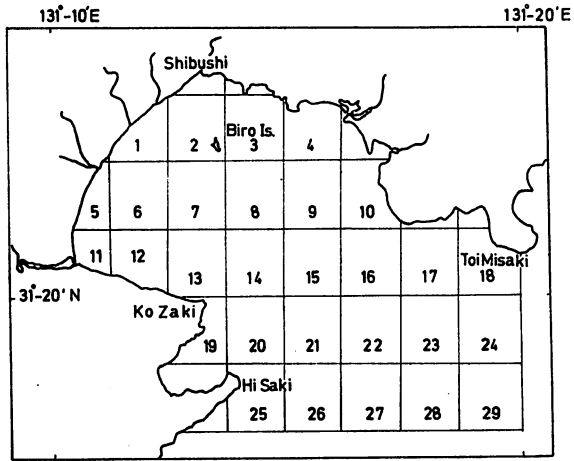 131°-10'E 131°-20'E
Shibushi
Biro Is.
1 2 3 4
5 6 7 8 9 10
11 12
Toi Misaki
13 14 15 16 17 18
31°-20'N
Ko Zaki
19 20 21 22 23 24
Hi Saki
25 26 27 28 29